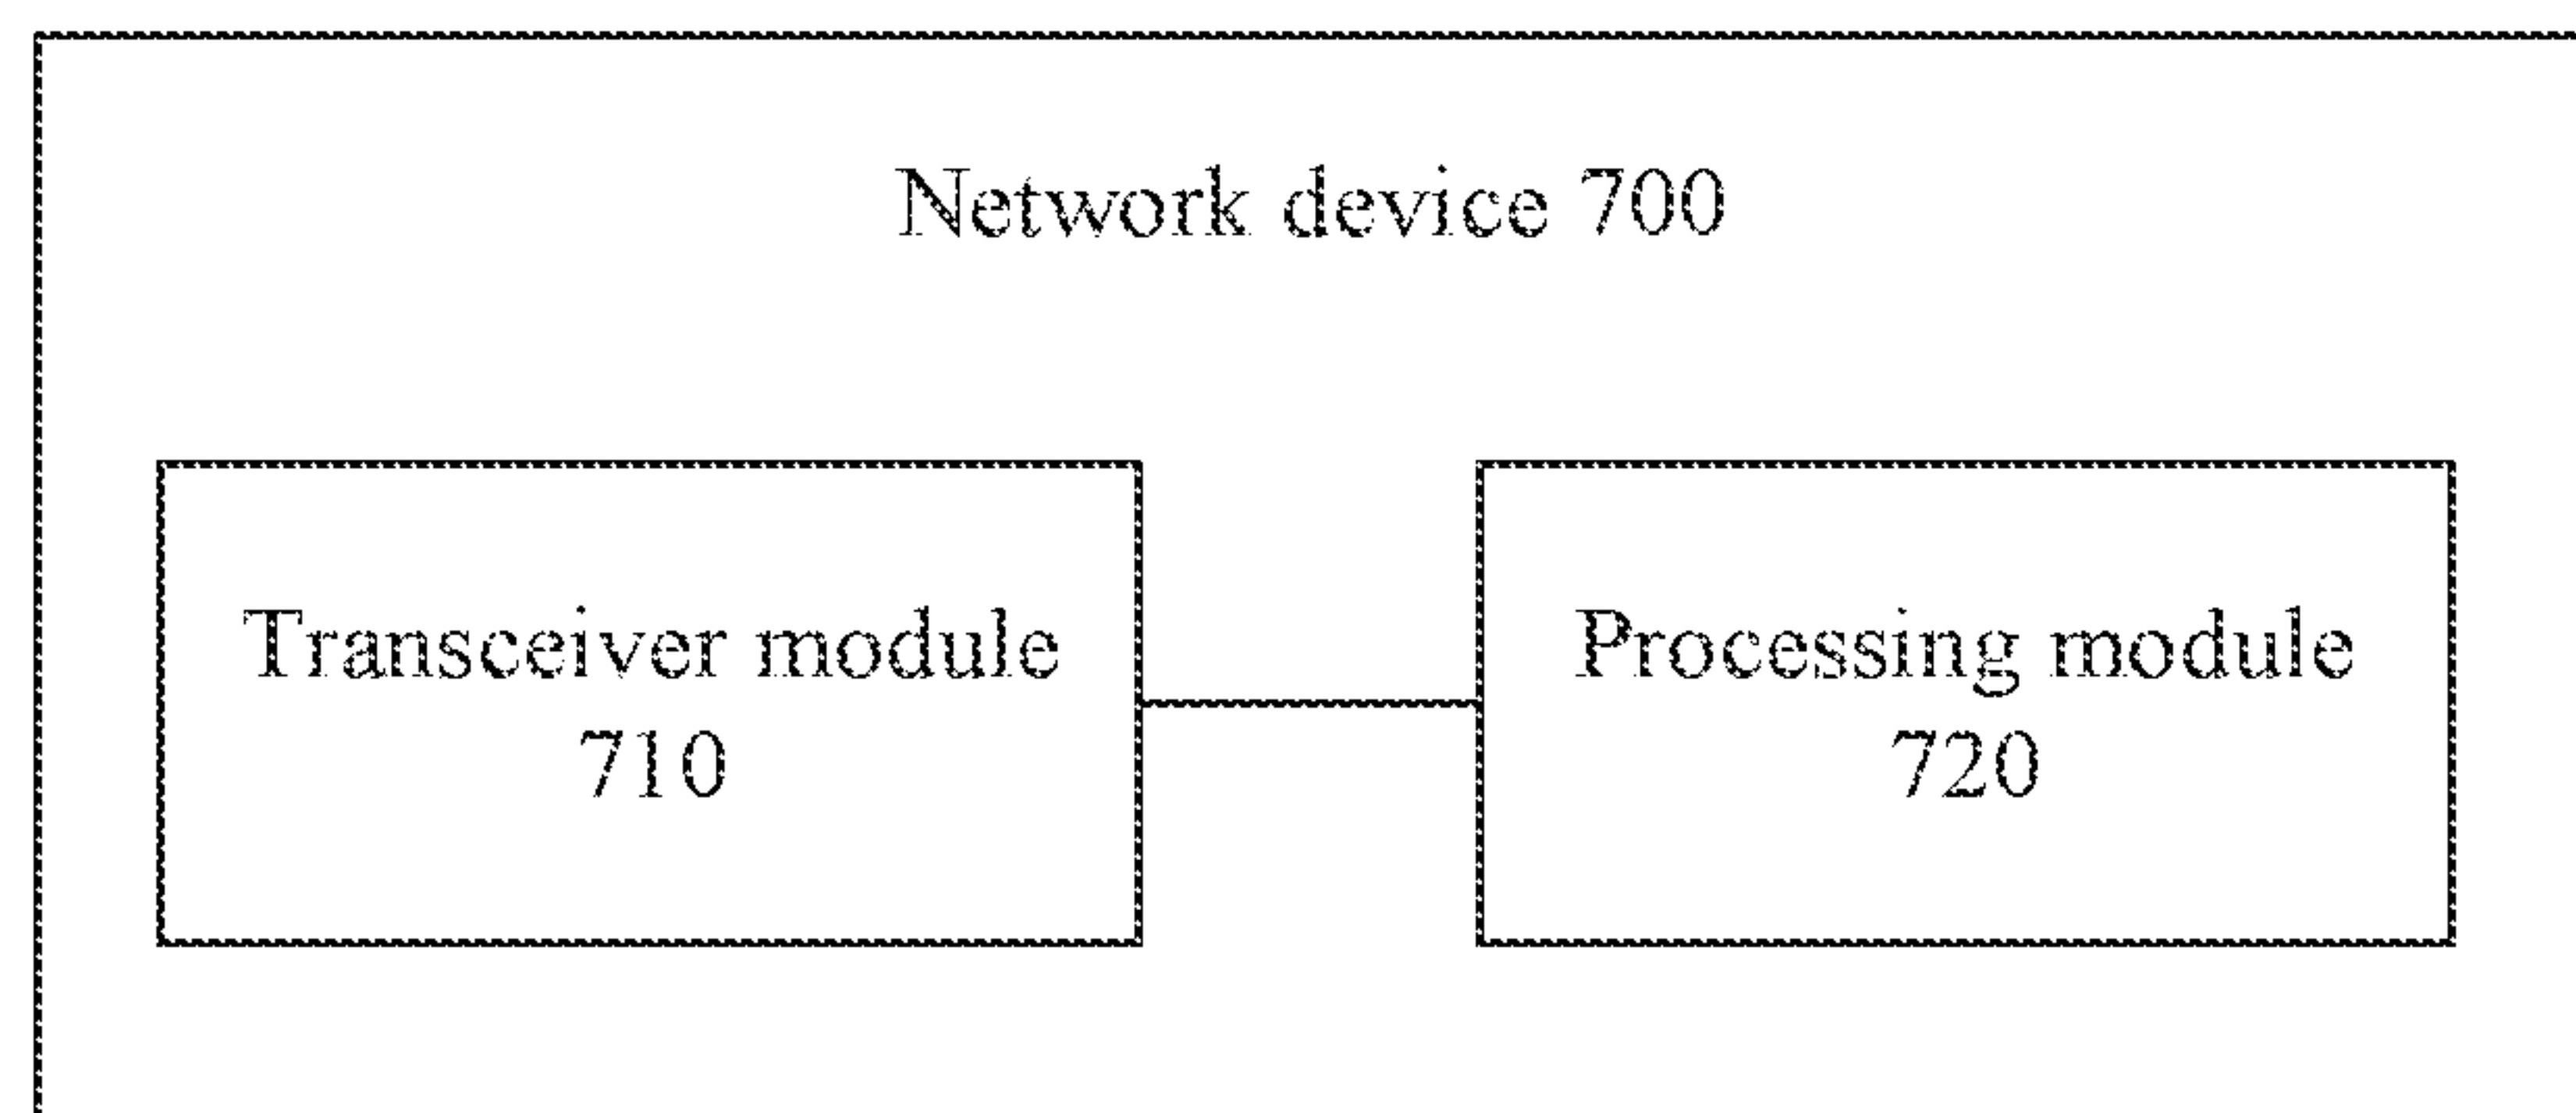 Network device 700
Transceiver module
710
Processing module
720